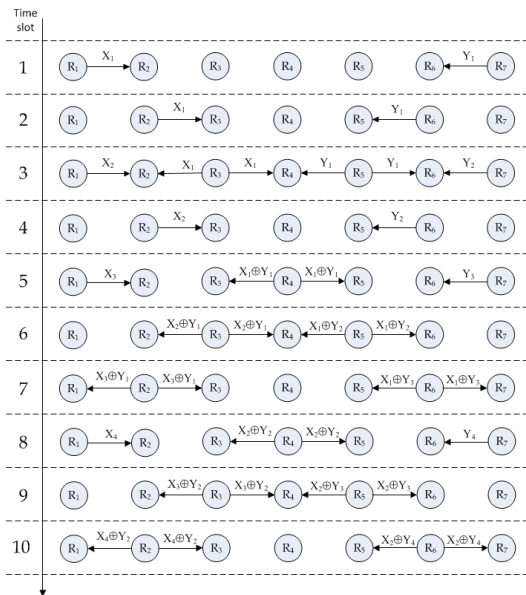 Time
slot
X₁ Y₁
1 R₁ R₂ R₃ R₄ R₅ R₆ R₇
X₁ Y₁
2 R₁ R₂ R₃ R₄ R₅ R₆ R₇
X₂ X₁ X₁ Y₁ Y₁ Y₂
3 R₁ R₂ R₃ R₄ R₅ R₆ R₇
X₂ Y₂
4 R₁ R₂ R₃ R₄ R₅ R₆ R₇
X₃ X₁⊕Y₁ X₁⊕Y₁ Y₃
5 R₁ R₂ R₃ R₄ R₅ R₆ R₇
X₂⊕Y₁ X₂⊕Y₁ X₁⊕Y₂ X₁⊕Y₂
6 R₁ R₂ R₃ R₄ R₅ R₆ R₇
X₃⊕Y₁ X₃⊕Y₁ X₁⊕Y₃ X₁⊕Y₃
7 R₁ R₂ R₃ R₄ R₅ R₆ R₇
X₄ X₂⊕Y₂ X₂⊕Y₂ Y₄
8 R₁ R₂ R₃ R₄ R₅ R₆ R₇
X₃⊕Y₂ X₃⊕Y₂ X₂⊕Y₃ X₂⊕Y₃
9 R₁ R₂ R₃ R₄ R₅ R₆ R₇
X₄⊕Y₂ X₄⊕Y₂ X₂⊕Y₄ X₂⊕Y₄
10 R₁ R₂ R₃ R₄ R₅ R₆ R₇